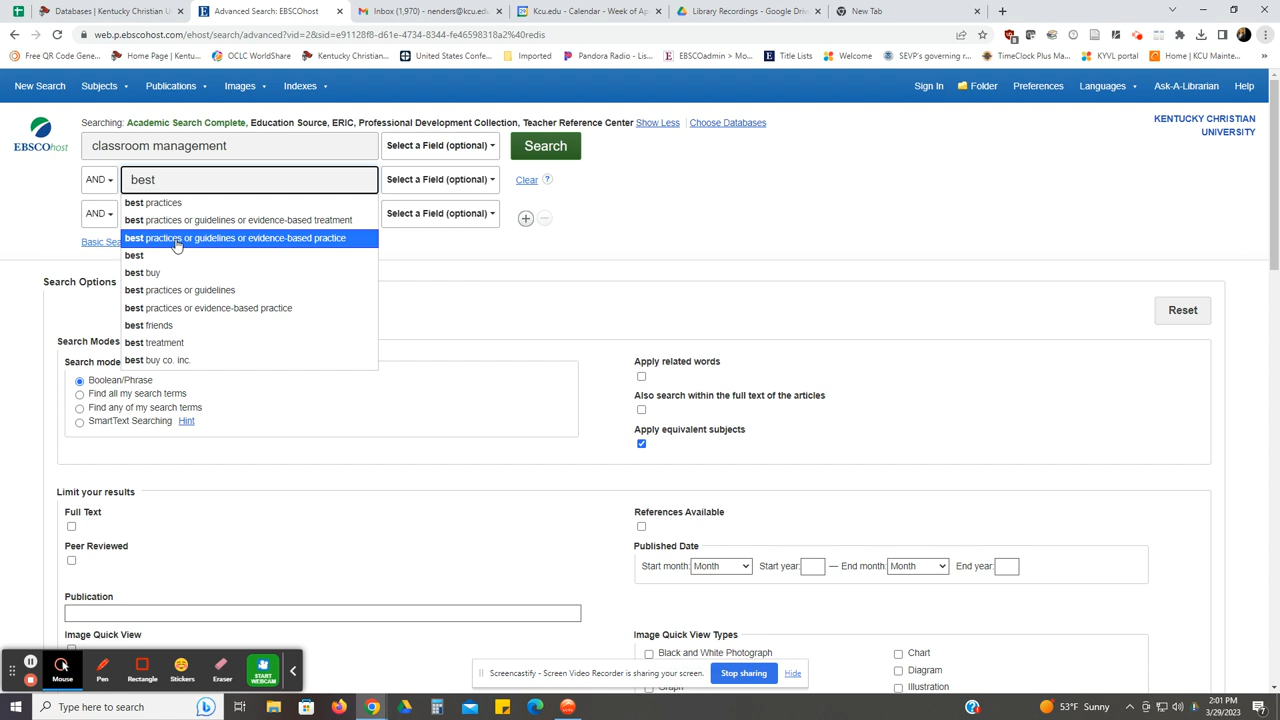 Databases | Kentucky Christian U
Advanced Search: EBSCOhost
Inbox (1,970) - nenders@kcu.ed
Kcu.edu - Calendar - Week of Ap
Library Recordings - Google Driv
New Tab
web.p.ebscohost.com/ehost/search/advanced?vid=2&sid=e91128f8-d61e-4734-8344-fe46598318a2%40redis
Free QR Code Gene...
Home Page | Kentu...
OCLC WorldShare
Kentucky Christian...
United States Confe...
Imported
Pandora Radio - Lis...
EBSCOadmin > Mo...
Title Lists
Welcome
SEVP's governing r...
TimeClock Plus Ma...
KYVL portal
Home | KCU Mainte...
New Search Subjects Publications Images Indexes Sign In Folder Preferences Languages Ask-A-Librarian Help
Searching: Academic Search Complete, Education Source, ERIC, Professional Development Collection, Teacher Reference Center Show Less | Choose Databases
KENTUCKY CHRISTIAN
UNIVERSITY
EBSCOhost
classroom management Select a Field (optional) Search
AND best Select a Field (optional) Clear ?
best practices
AND Select a Field (optional) + −
best practices or guidelines or evidence-based treatment
Basic Sea
best practices or guidelines or evidence-based practice
best
best buy
Search Options
best practices or guidelines
best practices or evidence-based practice
Reset
best friends
Search Modes
best treatment
best buy co. inc.
Search mode
Boolean/Phrase
Find all my search terms
Find any of my search terms
SmartText Searching Hint
Apply related words
Also search within the full text of the articles
Apply equivalent subjects
Limit your results
Full Text
References Available
Peer Reviewed
Published Date
Start month: Month Start year: — End month: Month End year:
Publication
Image Quick View
Image Quick View Types
Black and White Photograph
Chart
Diagram
Graph
Illustration
Mouse Pen Rectangle Stickers Eraser START WEBCAM
Screencastify - Screen Video Recorder is sharing your screen. Stop sharing Hide
Type here to search
53°F Sunny
2:01 PM
3/29/2023